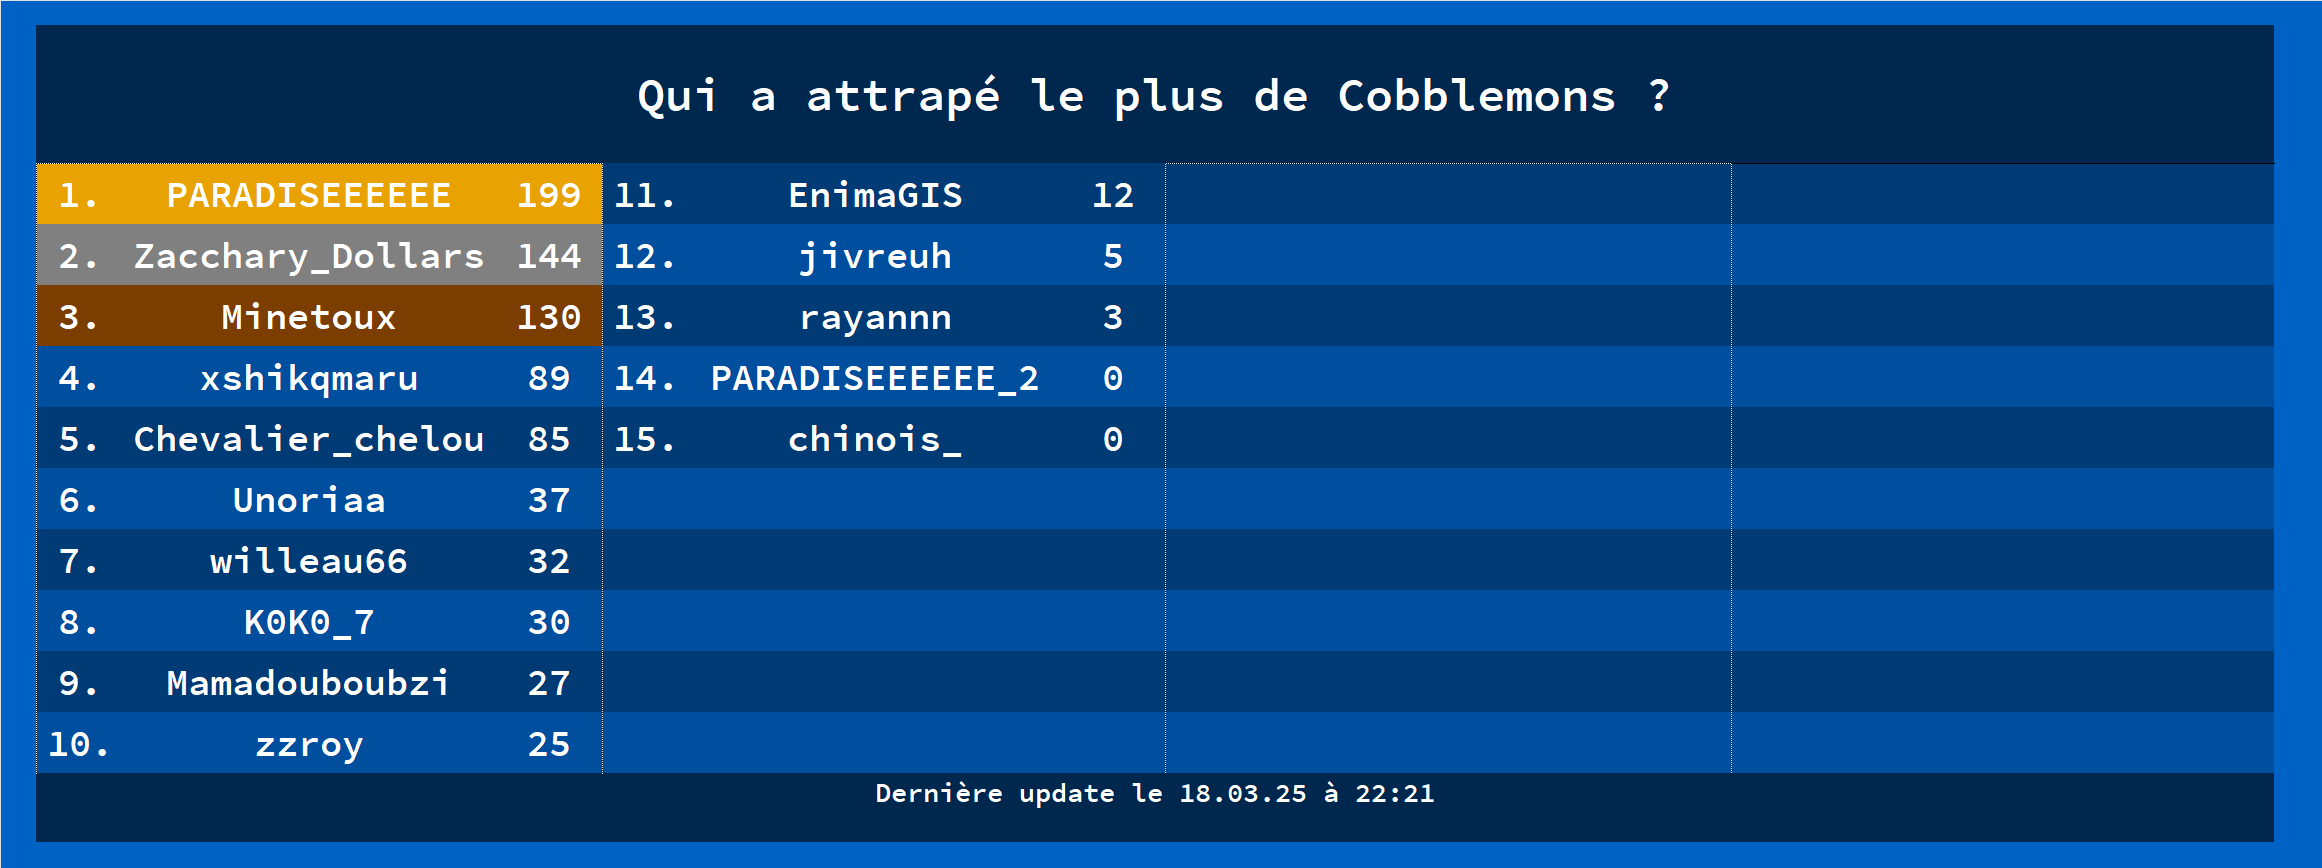 Qui a attrapé le plus de Cobblemons ?
1. PARADISEEEEEE 199
2. Zacchary_Dollars 144
3. Minetoux 130
4. xshikqmaru 89
5. Chevalier_chelou 85
6. Unoriaa 37
7. willeau66 32
8. K0K0_7 30
9. Mamadouboubzi 27
10. zzroy 25
11. EnimaGIS 12
12. jivreuh 5
13. rayannn 3
14. PARADISEEEEEE_2 0
15. chinois_ 0
Dernière update le 18.03.25 à 22:21